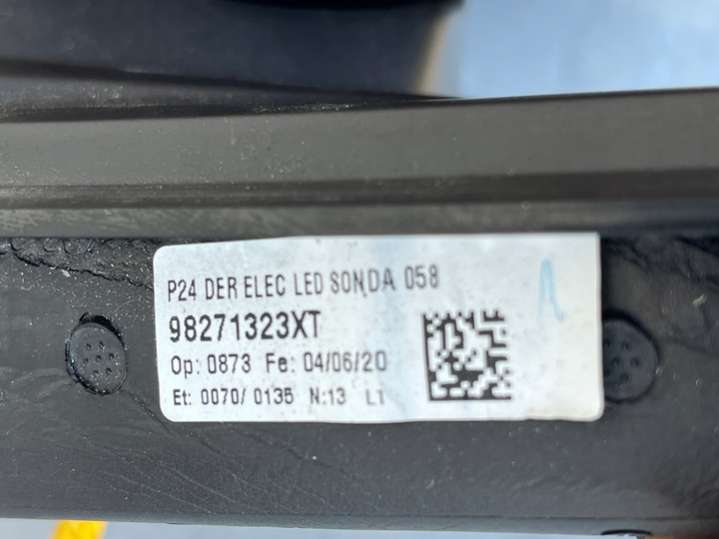 P24 DER ELEC LED SONDA 058
98271323XT
Op: 0873 Fe: 04/06/20
Et: 0070/ 0135 N:13 L1